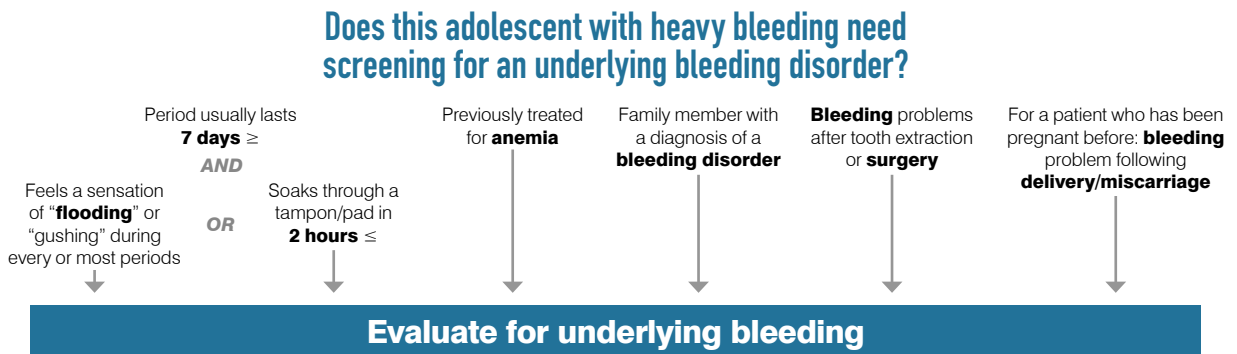 Does this adolescent with heavy bleeding need
screening for an underlying bleeding disorder?
Period usually lasts
7 days ≥
AND
Feels a sensation
of “flooding” or
“gushing” during
every or most periods
OR
Soaks through a
tampon/pad in
2 hours ≤
Previously treated
for anemia
Family member with
a diagnosis of a
bleeding disorder
Bleeding problems
after tooth extraction
or surgery
For a patient who has been
pregnant before: bleeding
problem following
delivery/miscarriage
Evaluate for underlying bleeding